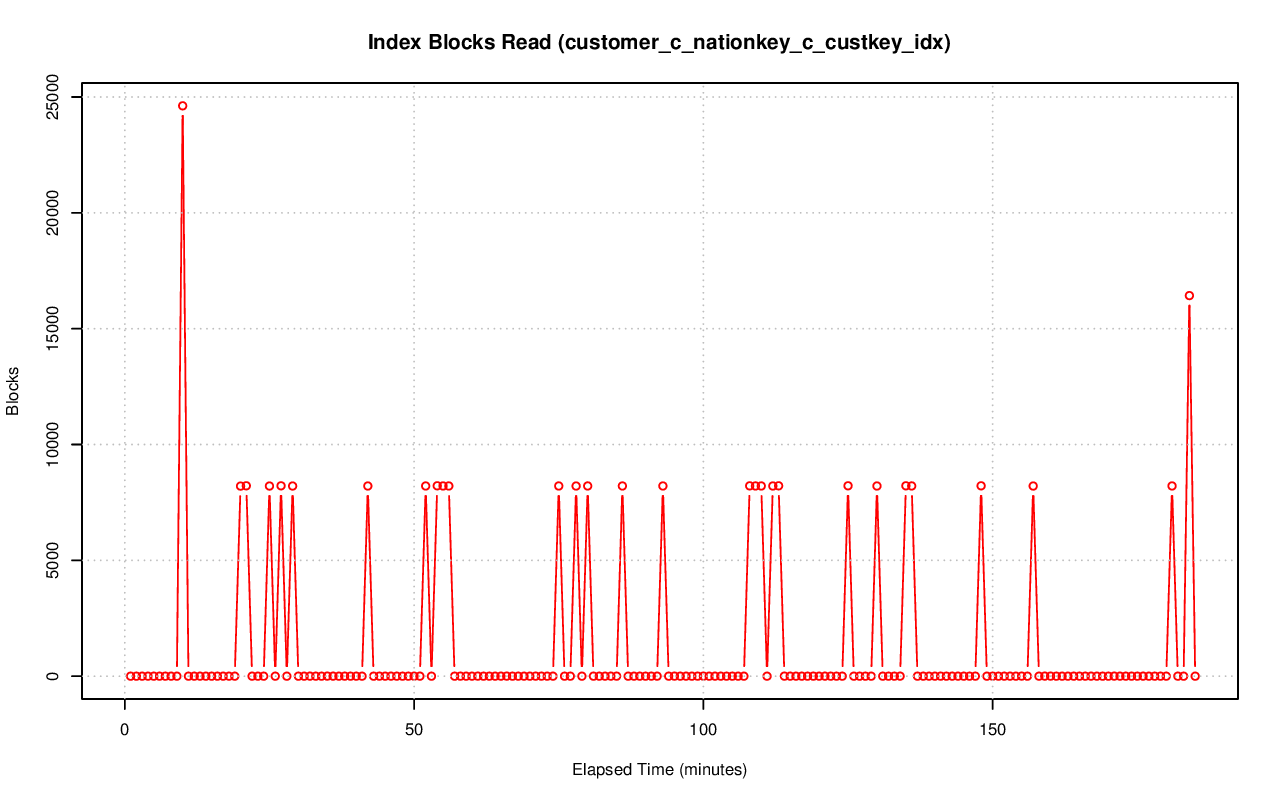 Index Blocks Read (customer_c_nationkey_c_custkey_idx)
25000
20000
15000
10000
5000
0
Blocks
0 50 100 150
Elapsed Time (minutes)